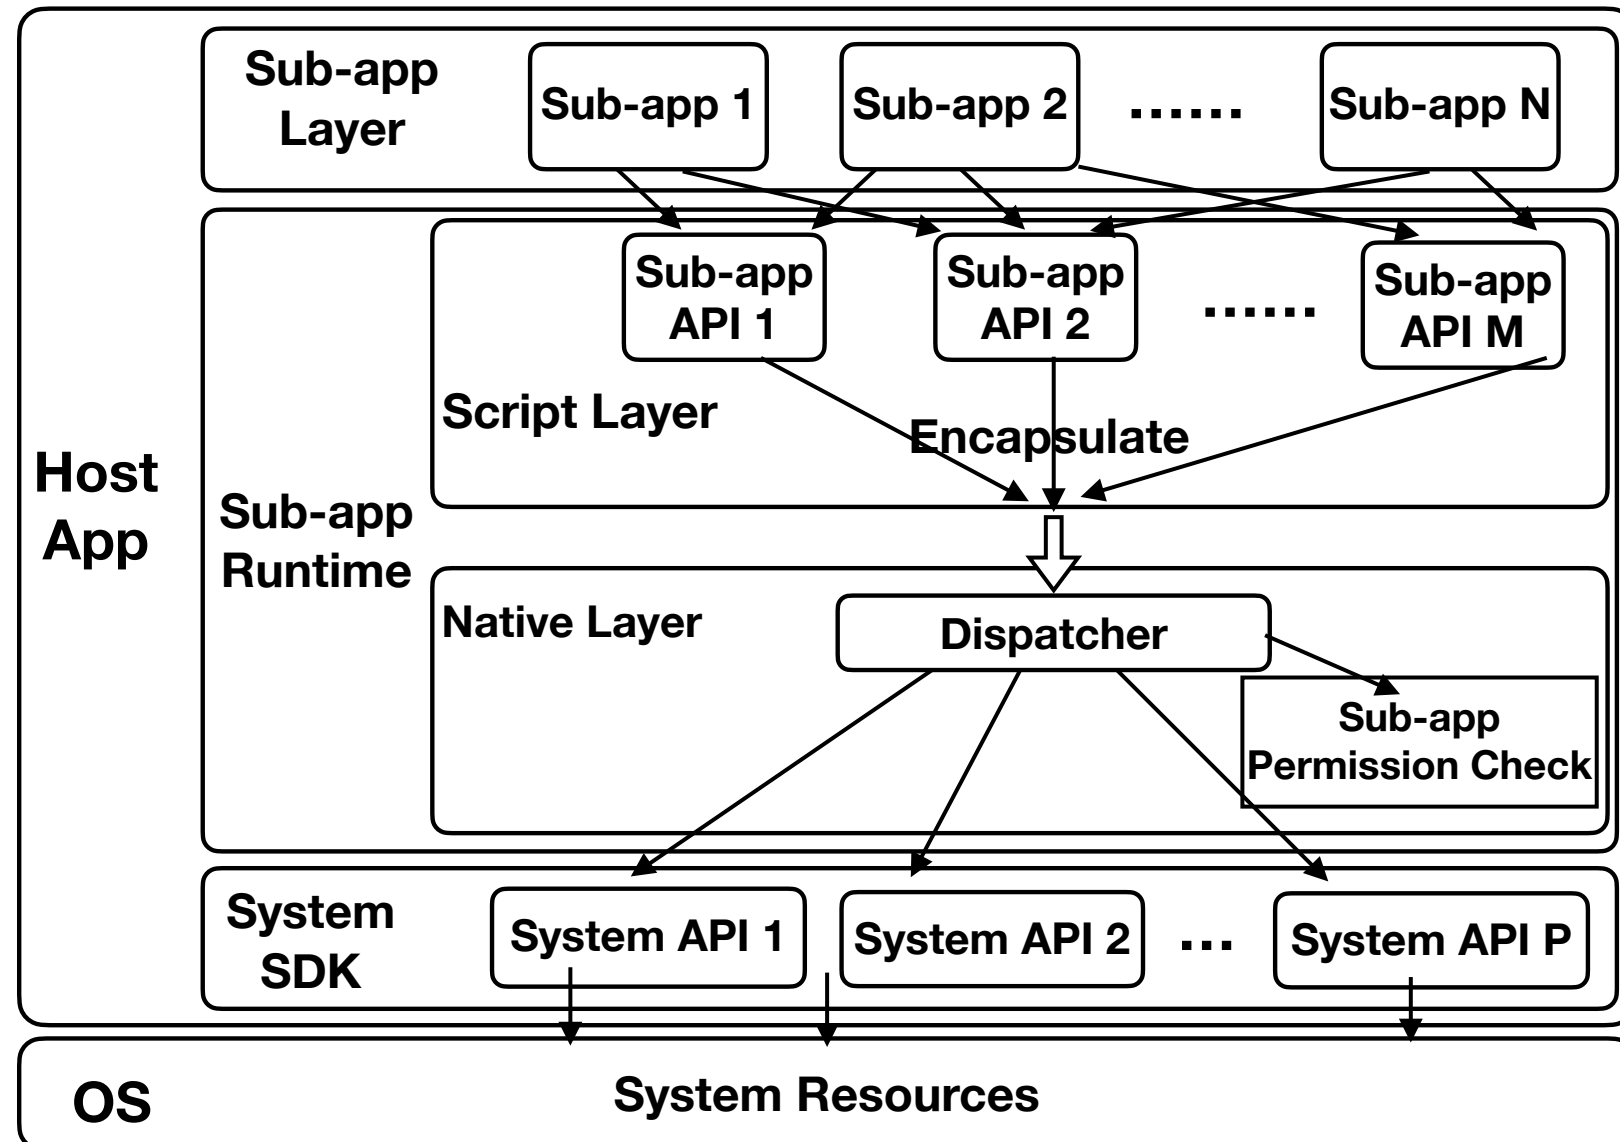 Sub-app
Layer
Sub-app 1
Sub-app 2
......
Sub-app N
Sub-app
API 1
Sub-app
API 2
......
Sub-app
API M
Script Layer
Encapsulate
Host
App
Sub-app
Runtime
Native Layer
Dispatcher
Sub-app
Permission Check
System
SDK
System API 1
System API 2
...
System API P
OS
System Resources